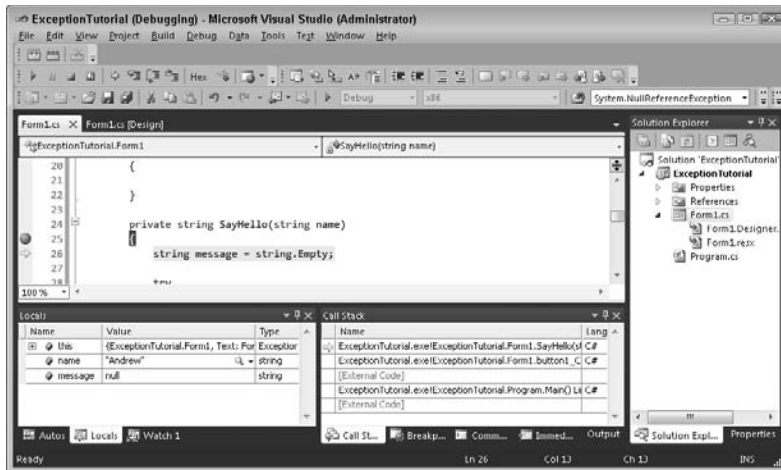 ExceptionTutorial (Debugging) - Microsoft Visual Studio (Administrator)
File Edit View Project Build Debug Data Tools Test Window Help
Hex
Debug x86 System.NullReferenceException
Form1.cs X Form1.cs [Design]
ExceptionTutorial.Form1 SayHello(string name)
20 {
21
22 }
23
24 private string SayHello(string name)
25 {
26 string message = string.Empty;
27
28 try
100 %
Locals
Name Value Type
this {ExceptionTutorial.Form1, Text: For Exception
name "Andrew" string
message null string
Autos Locals Watch 1
Call Stack
Name Lang
ExceptionTutorial.exe!ExceptionTutorial.Form1.SayHello(st C#
ExceptionTutorial.exe!ExceptionTutorial.Form1.button1_C C#
[External Code]
ExceptionTutorial.exe!ExceptionTutorial.Program.Main() Li C#
[External Code]
Call St... Breakp... Comm... Immed... Output
Solution Explorer
Solution 'ExceptionTutorial'
ExceptionTutorial
Properties
References
Form1.cs
Form1.Designer.
Form1.resx
Program.cs
Solution Expl... Properties
Ready Ln 26 Col 13 Ch 13 INS